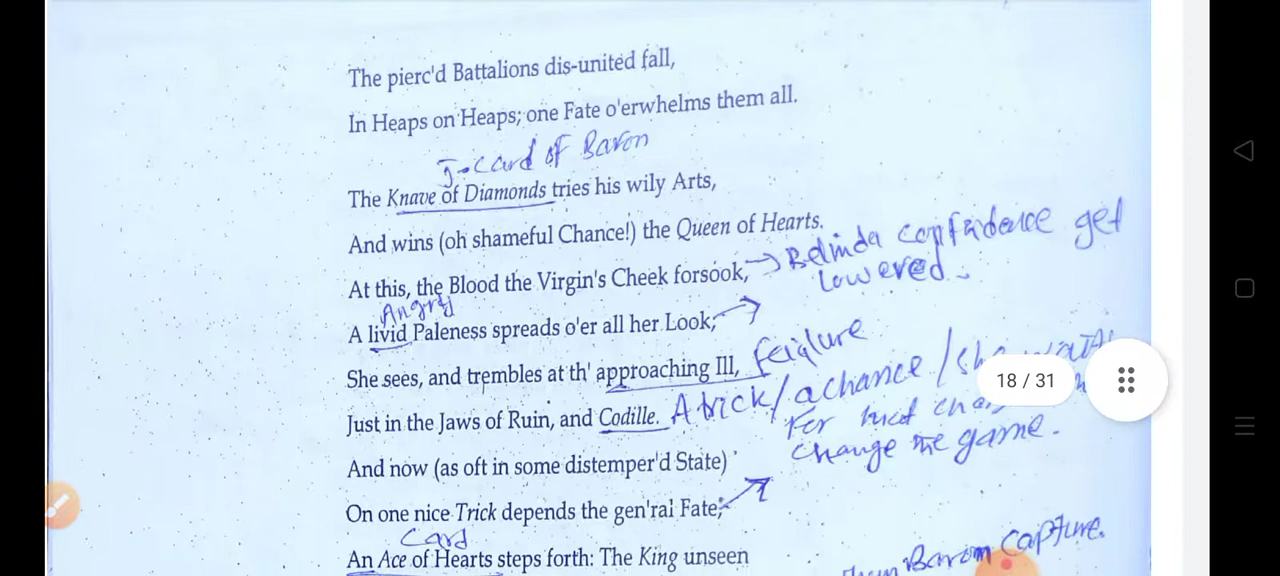 The pierc'd Battalions dis-united fall,
In Heaps on Heaps; one Fate o'erwhelms them all.
J-card of Baron
The Knave of Diamonds tries his wily Arts,
And wins (oh shameful Chance!) the Queen of Hearts.
At this, the Blood the Virgin's Cheek forsook, → Belinda confidence get
lowered.
Angry
A livid Paleness spreads o'er all her Look;
She sees, and trembles at th' approaching Ill, Feialure
Just in the Jaws of Ruin, and Codille. A trick/a chance/
For
change the game.
And now (as oft in some distemper'd State)
On one nice Trick depends the gen'ral Fate;
Card
An Ace of Hearts steps forth: The King unseen
Baron Capture.
18 / 31